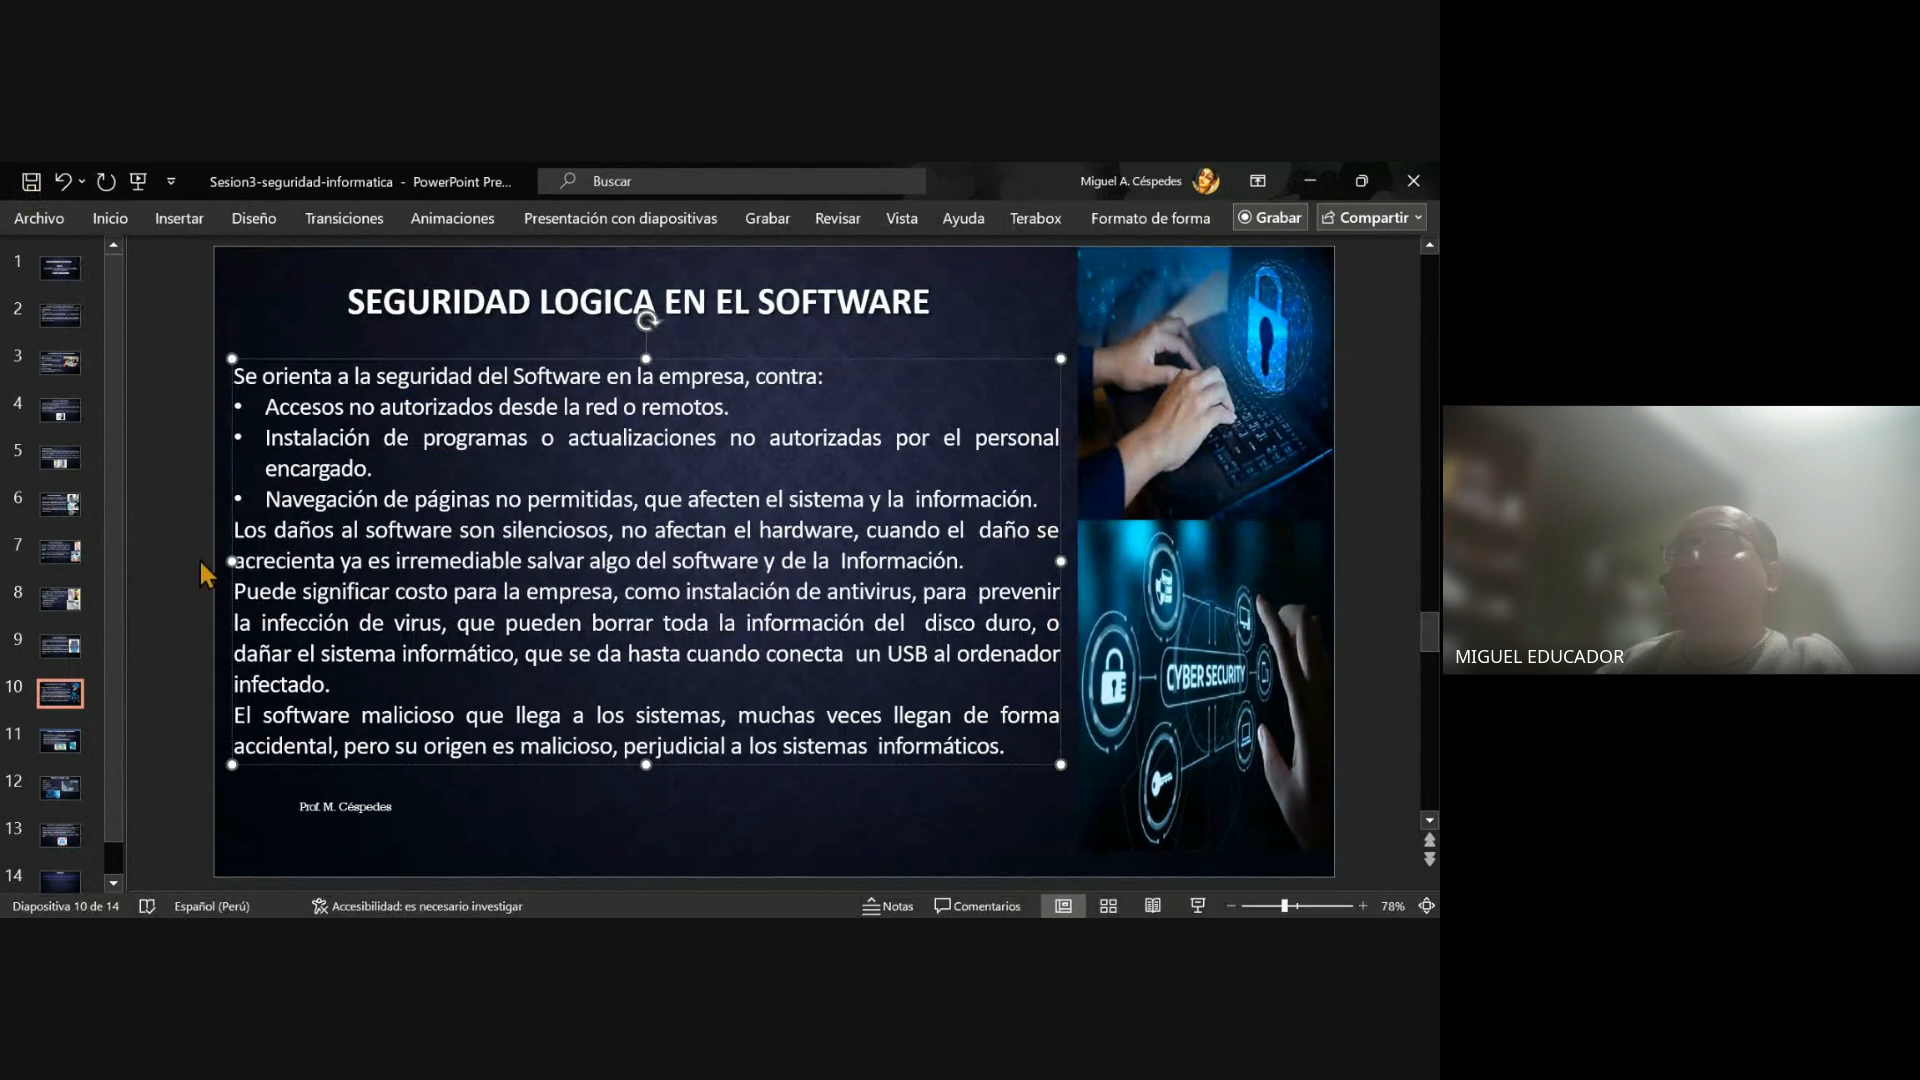 Sesion3-seguridad-informatica - PowerPoint Pre...
Buscar
Miguel A. Céspedes
Archivo Inicio Insertar Diseño Transiciones Animaciones Presentación con diapositivas Grabar Revisar Vista Ayuda Terabox Formato de forma Grabar Compartir
1
2
3
4
5
6
7
8
9
10
11
12
13
14
SEGURIDAD LOGICA EN EL SOFTWARE
Se orienta a la seguridad del Software en la empresa, contra:
• Accesos no autorizados desde la red o remotos.
• Instalación de programas o actualizaciones no autorizadas por el personal
encargado.
• Navegación de páginas no permitidas, que afecten el sistema y la información.
Los daños al software son silenciosos, no afectan el hardware, cuando el daño se
acrecienta ya es irremediable salvar algo del software y de la Información.
Puede significar costo para la empresa, como instalación de antivirus, para prevenir
la infección de virus, que pueden borrar toda la información del disco duro, o
dañar el sistema informático, que se da hasta cuando conecta un USB al ordenador
infectado.
El software malicioso que llega a los sistemas, muchas veces llegan de forma
accidental, pero su origen es malicioso, perjudicial a los sistemas informáticos.
Prof. M. Céspedes
CYBER SECURITY
MIGUEL EDUCADOR
Diapositiva 10 de 14 Español (Perú) Accesibilidad: es necesario investigar Notas Comentarios 78%